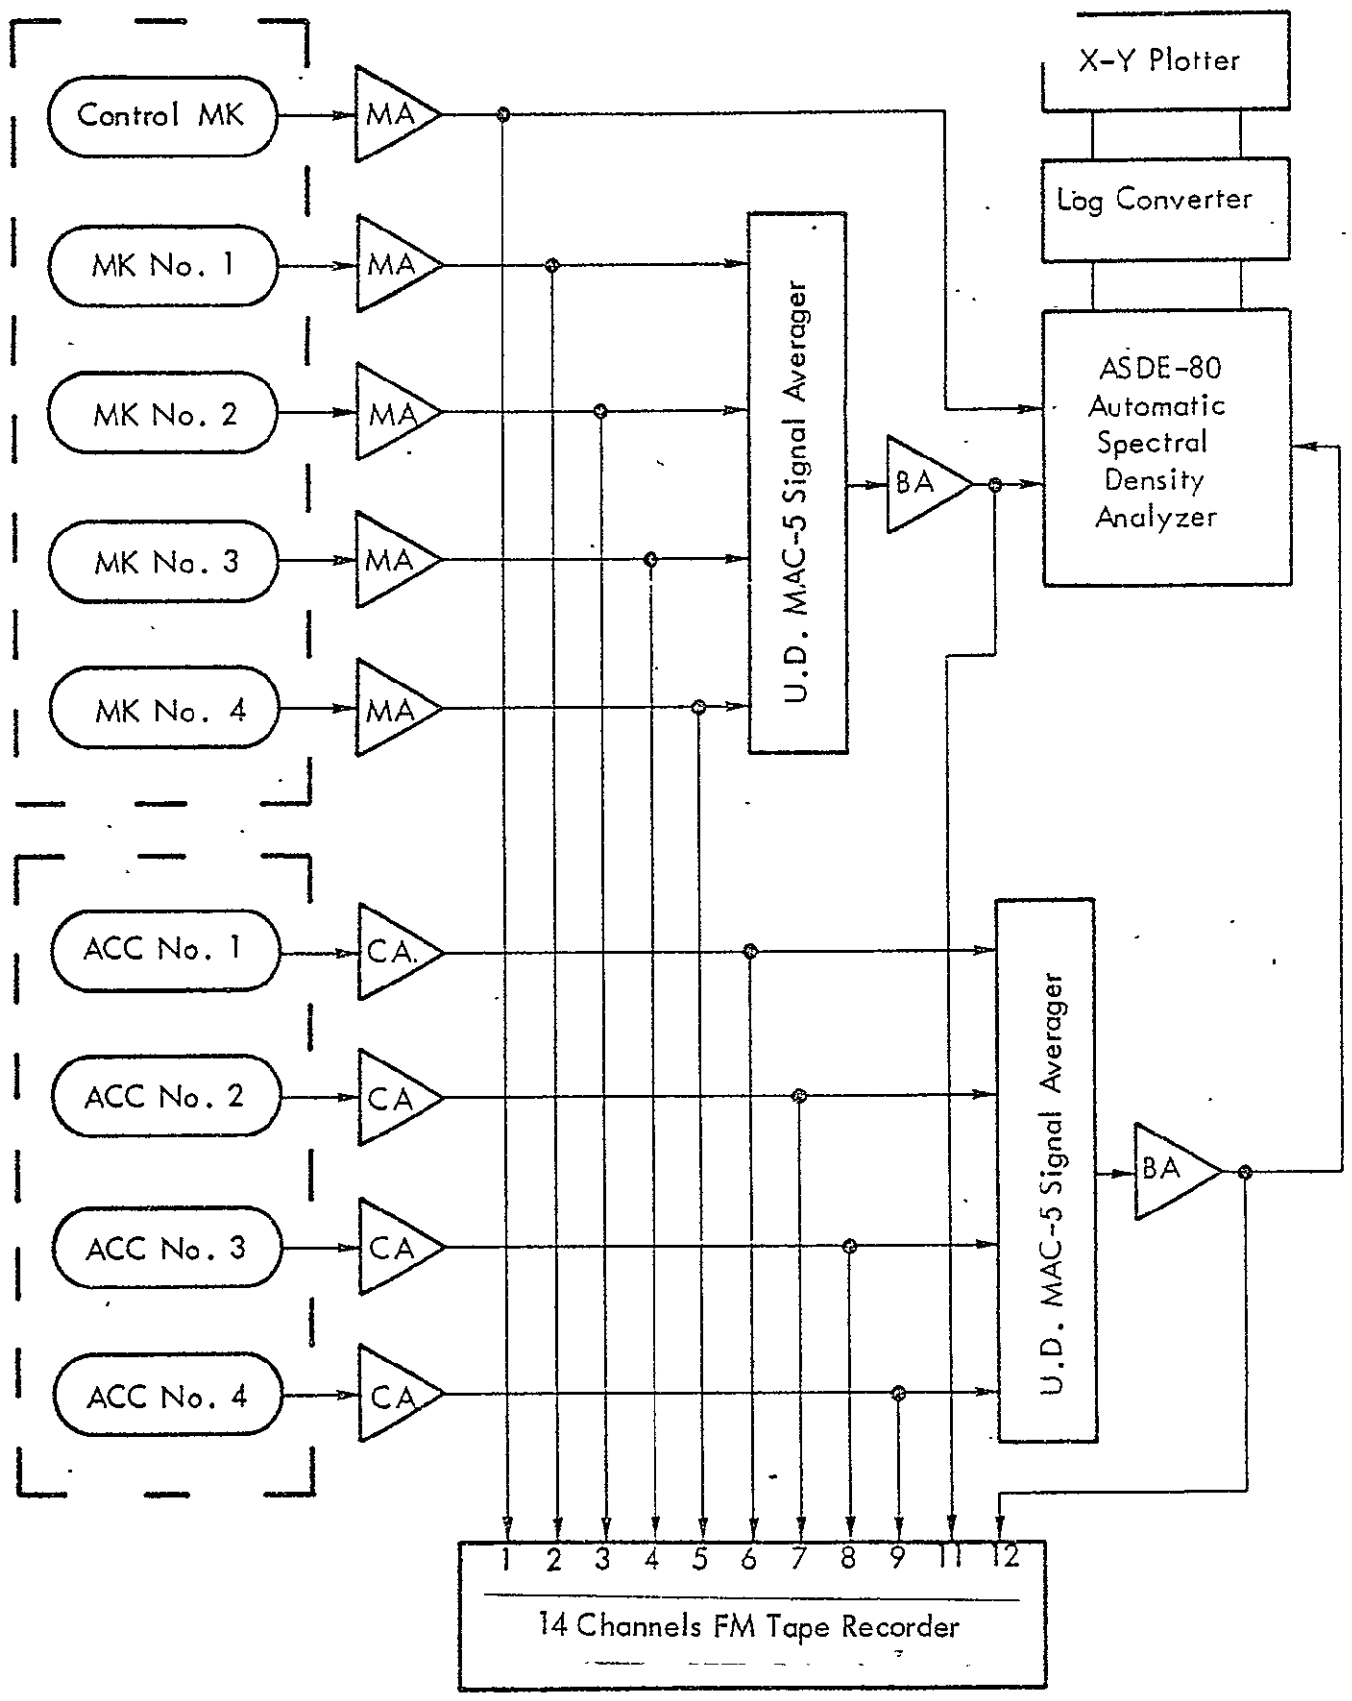 Control MK
MA
X-Y Plotter
Log Converter
MK No. 1
MA
MK No. 2
MA
MK No. 3
MA
MK No. 4
MA
U.D. MAC-5 Signal Averager
BA
ASDE-80
Automatic
Spectral
Density
Analyzer
ACC No. 1
CA
ACC No. 2
CA
ACC No. 3
CA
ACC No. 4
CA
U.D. MAC-5 Signal Averager
BA
1 2 3 4 5 6 7 8 9 11 12
14 Channels FM Tape Recorder